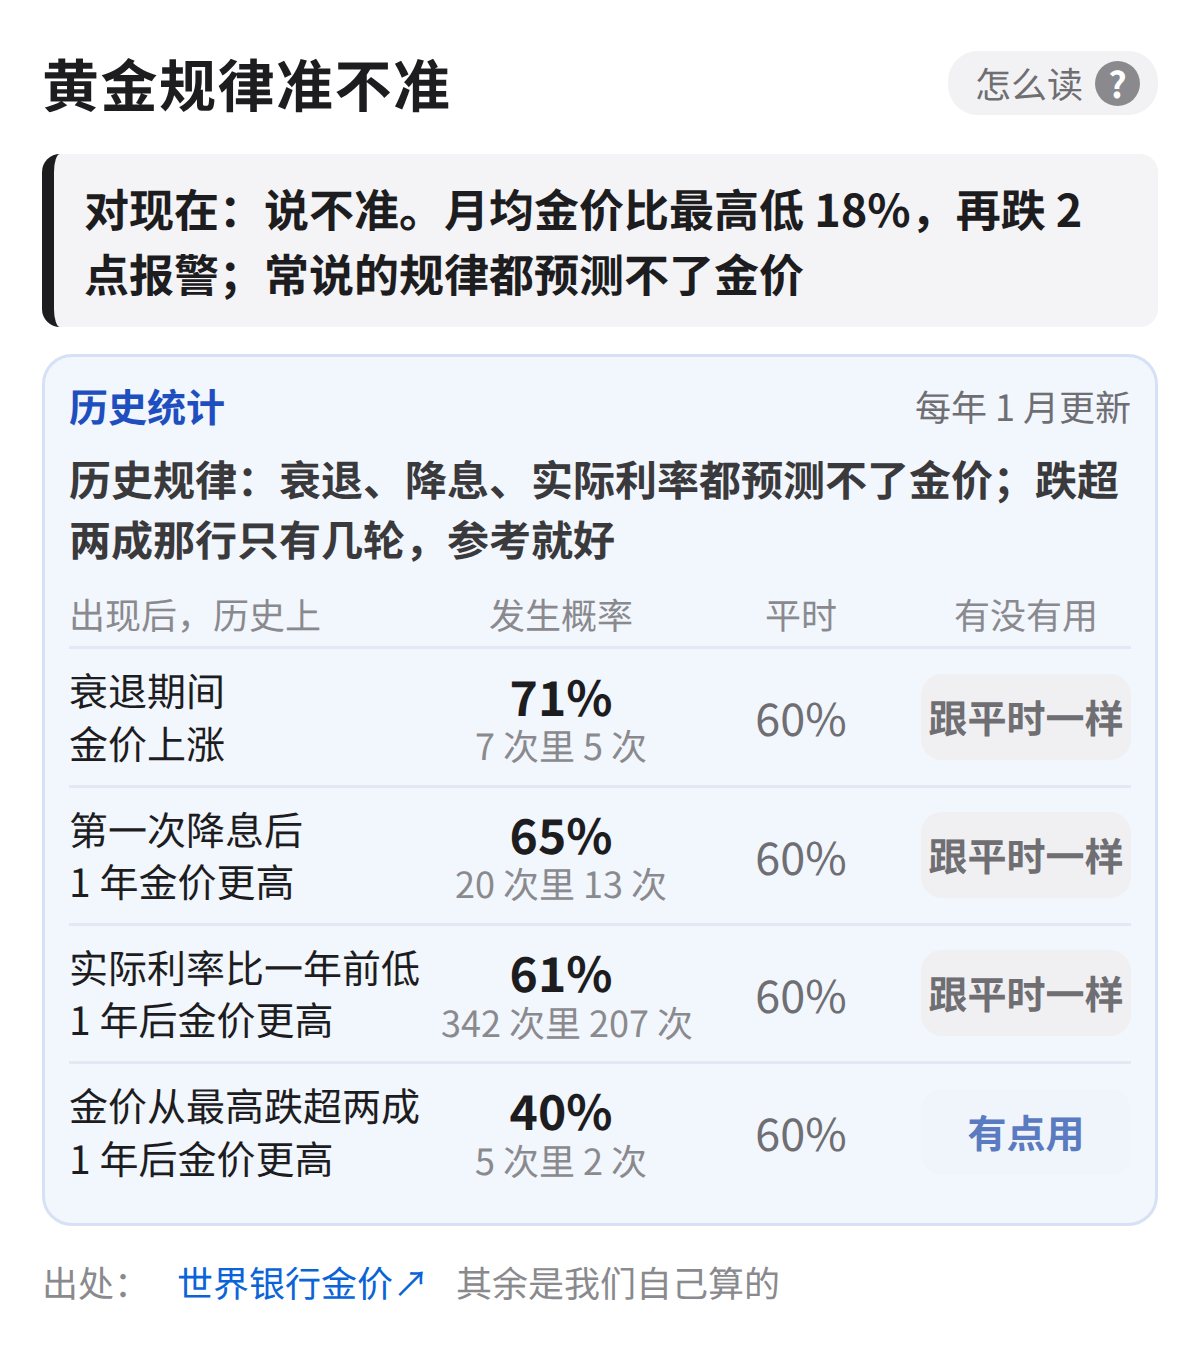 黄金规律准不准
怎么读 ?
对现在：说不准。月均金价比最高低 18%，再跌 2
点报警；常说的规律都预测不了金价
历史统计
每年 1 月更新
历史规律：衰退、降息、实际利率都预测不了金价；跌超
两成那行只有几轮，参考就好
出现后，历史上 发生概率 平时 有没有用
衰退期间
金价上涨
71%
7 次里 5 次
60%
跟平时一样
第一次降息后
1 年金价更高
65%
20 次里 13 次
60%
跟平时一样
实际利率比一年前低
1 年后金价更高
61%
342 次里 207 次
60%
跟平时一样
金价从最高跌超两成
1 年后金价更高
40%
5 次里 2 次
60%
有点用
出处： 世界银行金价↗ 其余是我们自己算的